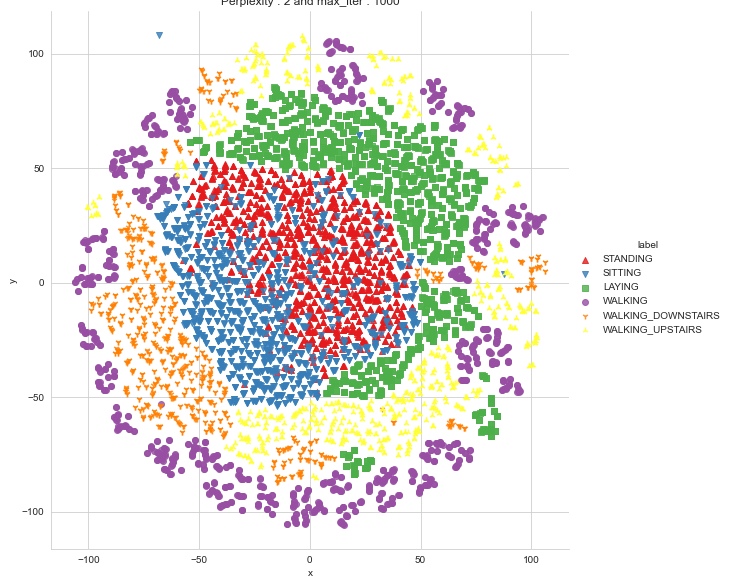 Perplexity : 2 and max_iter : 1000
100
50
0
−50
−100
y
−100
−50
0
50
100
x
label
STANDING
SITTING
LAYING
WALKING
WALKING_DOWNSTAIRS
WALKING_UPSTAIRS